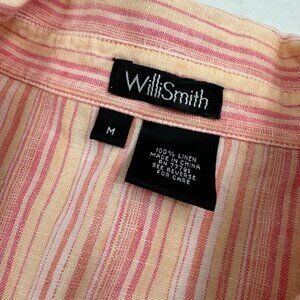 WilliSmith
M
100% LINEN
MADE IN CHINA
SEE REVERSE
FOR CARE